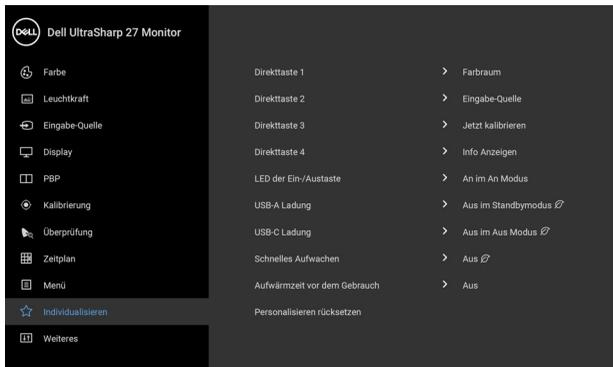 DELL Dell UltraSharp 27 Monitor
Farbe
Leuchtkraft
Eingabe-Quelle
Display
PBP
Kalibrierung
Überprüfung
Zeitplan
Menü
Individualisieren
Weiteres
Direkttaste 1 > Farbraum
Direkttaste 2 > Eingabe-Quelle
Direkttaste 3 > Jetzt kalibrieren
Direkttaste 4 > Info Anzeigen
LED der Ein-/Austaste > An im An Modus
USB-A Ladung > Aus im Standbymodus
USB-C Ladung > Aus im Aus Modus
Schnelles Aufwachen > Aus
Aufwärmzeit vor dem Gebrauch > Aus
Personalisieren rücksetzen